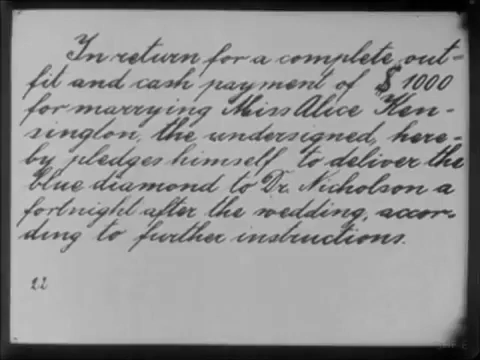 In return for a complete out-
fit and cash payment of $1000
for marrying Miss Alice Ken-
sington, the undersigned, here-
by pledges himself to deliver the
blue diamond to Dr. Nicholson a
fortnight after the wedding, accor-
ding to further instructions.
22